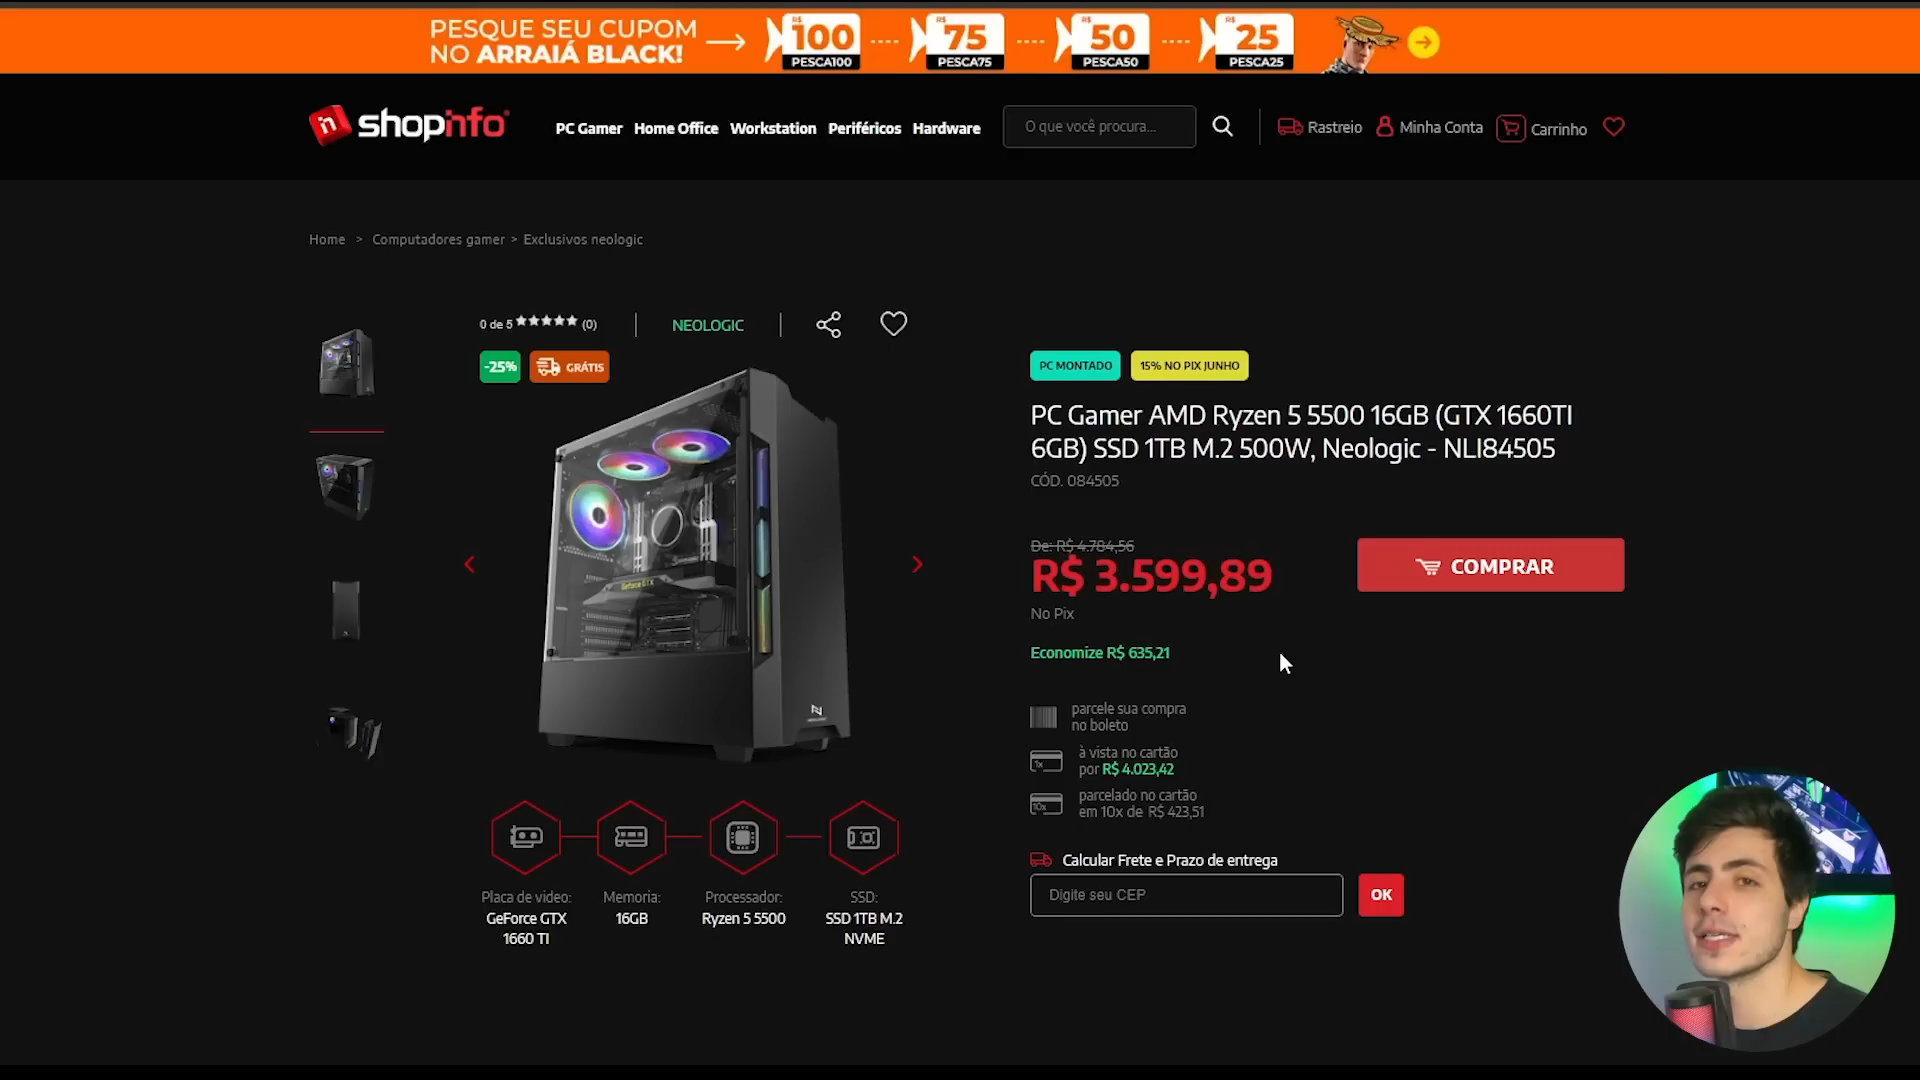 PESQUE SEU CUPOM
NO ARRAIÁ BLACK!
R$ 100
PESCA100
R$ 75
PESCA75
R$ 50
PESCA50
R$ 25
PESCA25
shopinfo
PC Gamer
Home Office
Workstation
Periféricos
Hardware
O que você procura...
Rastreio
Minha Conta
Carrinho
Home > Computadores gamer > Exclusivos neologic
0 de 5 ★★★★★ (0)
NEOLOGIC
-25%
GRÁTIS
PC MONTADO
15% NO PIX JUNHO
PC Gamer AMD Ryzen 5 5500 16GB (GTX 1660TI
6GB) SSD 1TB M.2 500W, Neologic - NLI84505
CÓD. 084505
De: R$ 4.784,56
R$ 3.599,89
No Pix
COMPRAR
Economize R$ 635,21
parcele sua compra
no boleto
1x
à vista no cartão
por R$ 4.023,42
10x
parcelado no cartão
em 10x de R$ 423,51
Calcular Frete e Prazo de entrega
Digite seu CEP
OK
Placa de video:
GeForce GTX
1660 TI
Memoria:
16GB
Processador:
Ryzen 5 5500
SSD:
SSD 1TB M.2
NVME